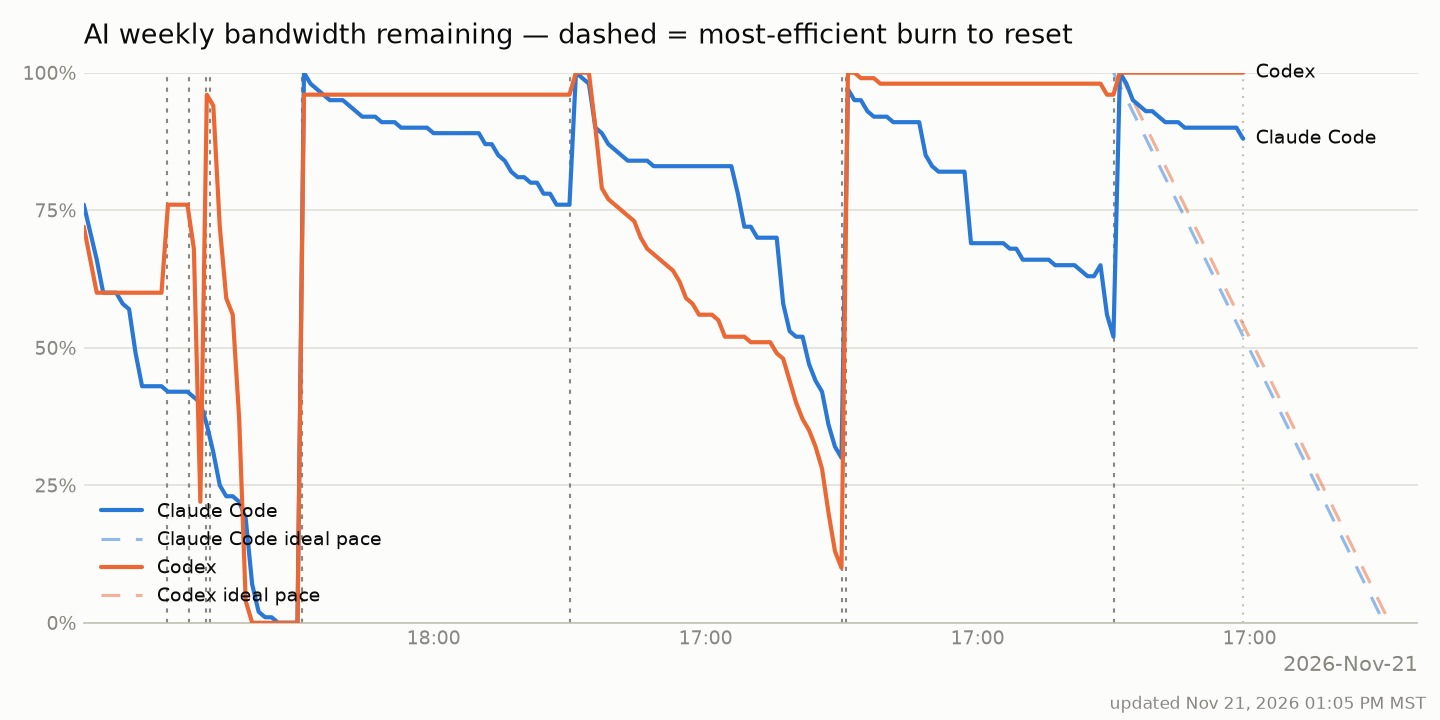 AI weekly bandwidth remaining — dashed = most-efficient burn to reset
100%
75%
50%
25%
0%
Codex
Claude Code
Claude Code
Claude Code ideal pace
Codex
Codex ideal pace
18:00 17:00 17:00 17:00
2026-Nov-21
updated Nov 21, 2026 01:05 PM MST